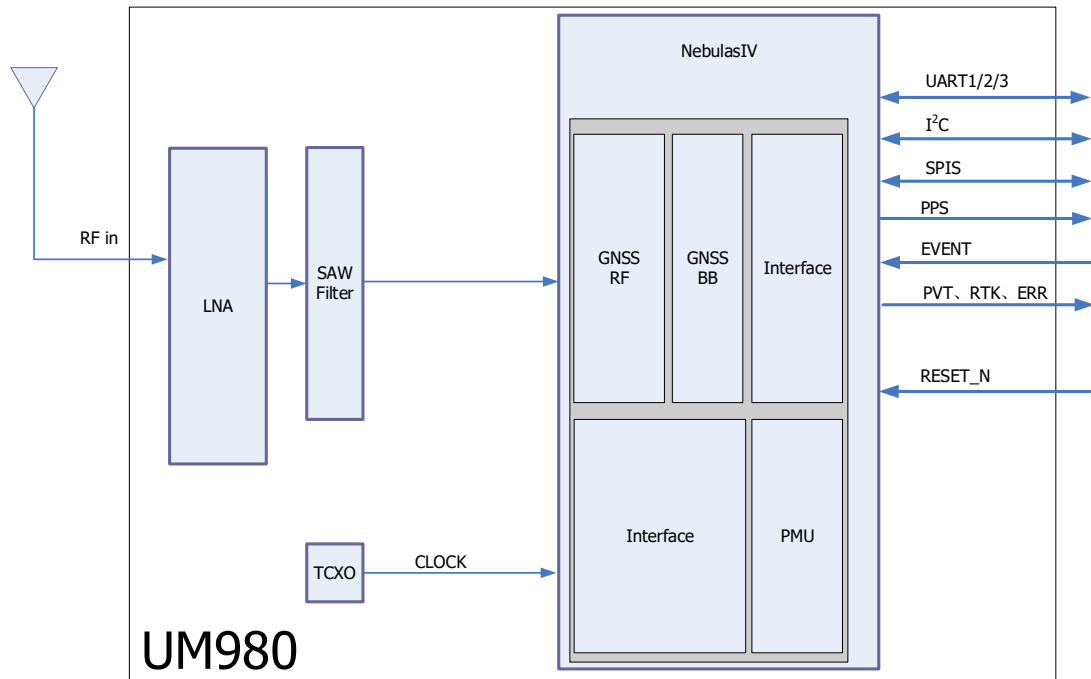 NebulasIV
UART1/2/3
I²C
SPIS
PPS
EVENT
PVT、RTK、ERR
RESET_N
RF in
LNA
SAW
Filter
GNSS
RF
GNSS
BB
Interface
Interface
PMU
TCXO
CLOCK
UM980